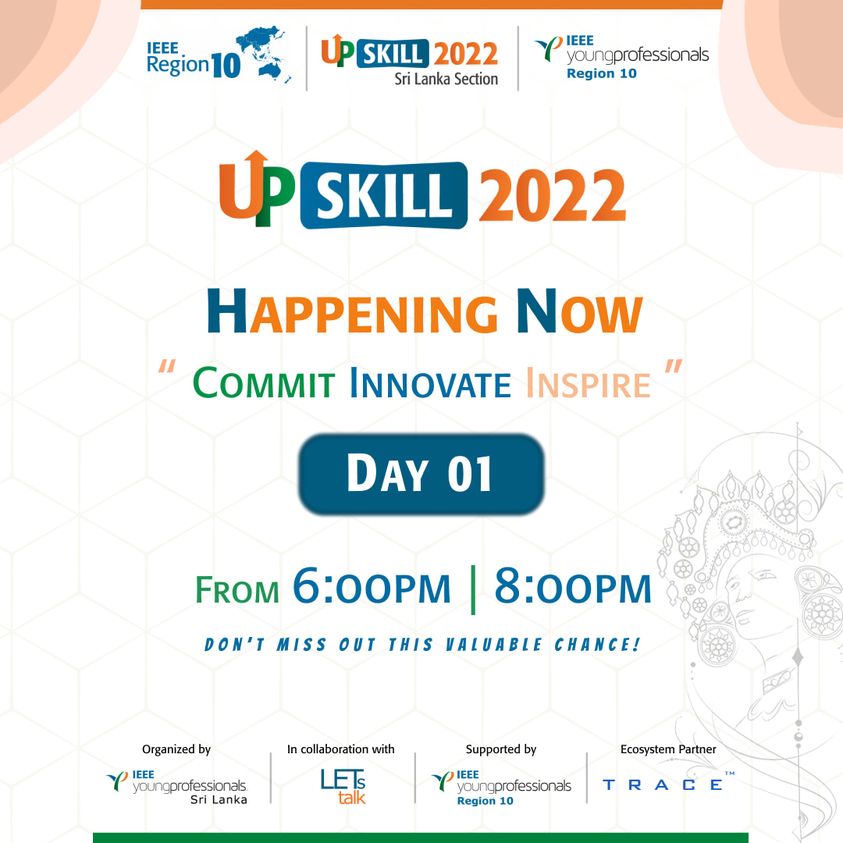 IEEE
Region 10
UP SKILL 2022
Sri Lanka Section
IEEE
youngprofessionals
Region 10
UP SKILL 2022
HAPPENING NOW
“ COMMIT INNOVATE INSPIRE ”
DAY 01
FROM 6:00PM | 8:00PM
DON'T MISS OUT THIS VALUABLE CHANCE!
Organized by
IEEE
youngprofessionals
Sri Lanka
In collaboration with
LETs
talk
Supported by
IEEE
youngprofessionals
Region 10
Ecosystem Partner
TRACE™